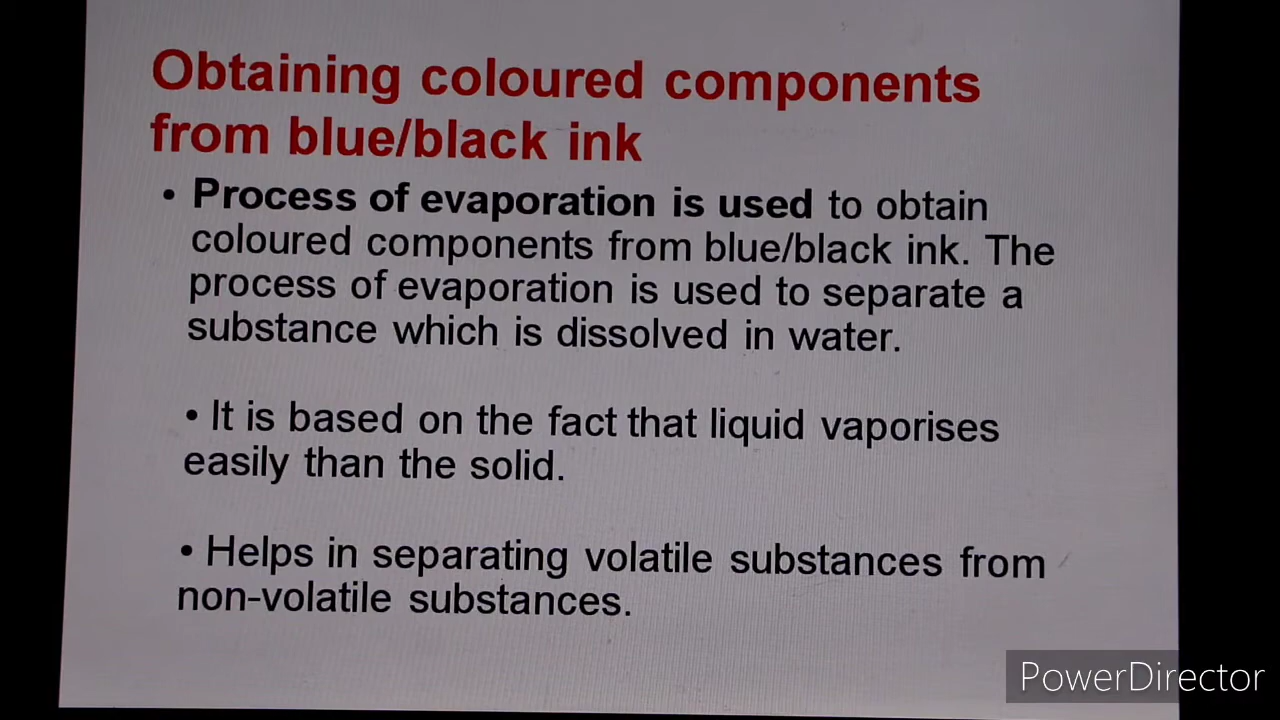 Obtaining coloured components
from blue/black ink
• Process of evaporation is used to obtain
coloured components from blue/black ink. The
process of evaporation is used to separate a
substance which is dissolved in water.
• It is based on the fact that liquid vaporises
easily than the solid.
• Helps in separating volatile substances from
non-volatile substances.
PowerDirector